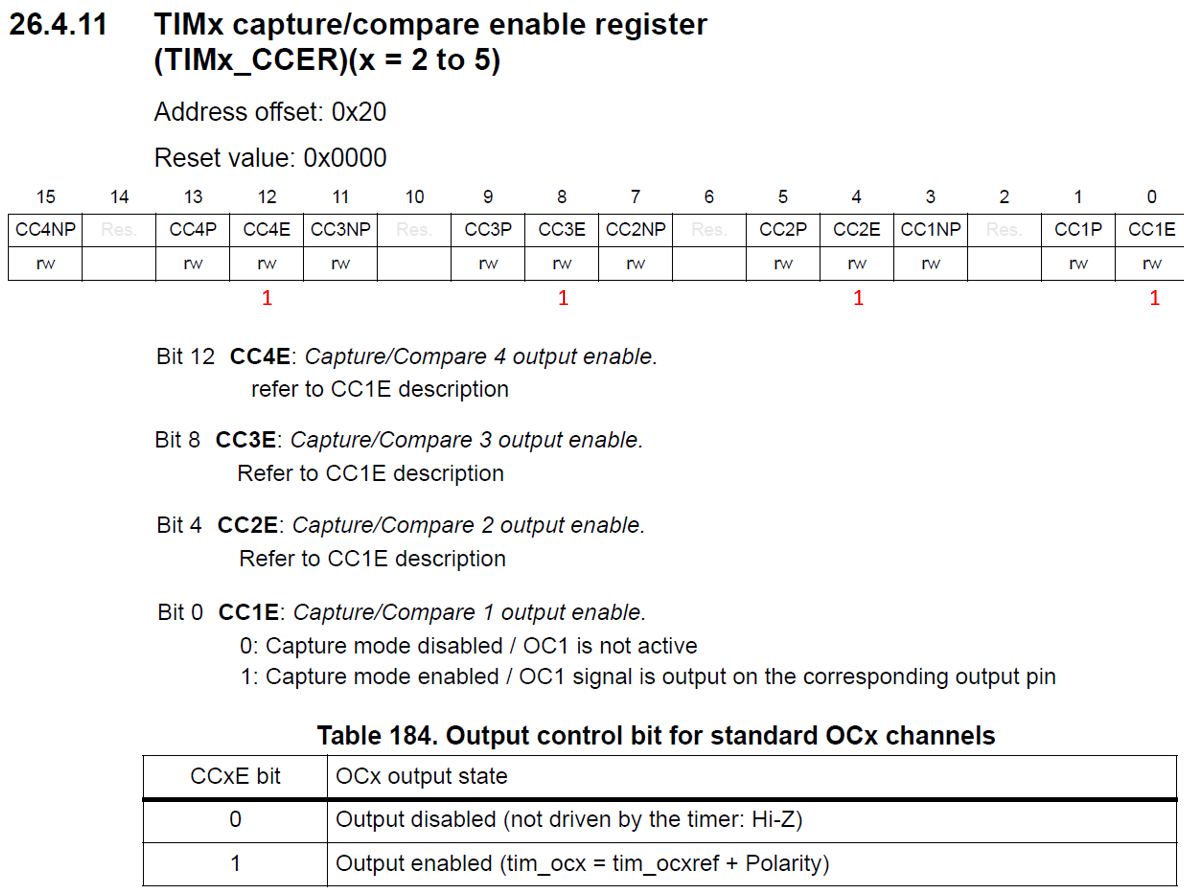 26.4.11 TIMx capture/compare enable register
(TIMx_CCER)(x = 2 to 5)
Address offset: 0x20
Reset value: 0x0000
15 14 13 12 11 10 9 8 7 6 5 4 3 2 1 0
CC4NP Res. CC4P CC4E CC3NP Res. CC3P CC3E CC2NP Res. CC2P CC2E CC1NP Res. CC1P CC1E
rw rw rw rw rw rw rw rw rw rw rw rw
1 1 1 1
Bit 12 CC4E: Capture/Compare 4 output enable.
refer to CC1E description
Bit 8 CC3E: Capture/Compare 3 output enable.
Refer to CC1E description
Bit 4 CC2E: Capture/Compare 2 output enable.
Refer to CC1E description
Bit 0 CC1E: Capture/Compare 1 output enable.
0: Capture mode disabled / OC1 is not active
1: Capture mode enabled / OC1 signal is output on the corresponding output pin
Table 184. Output control bit for standard OCx channels
CCxE bit OCx output state
0 Output disabled (not driven by the timer: Hi-Z)
1 Output enabled (tim_ocx = tim_ocxref + Polarity)